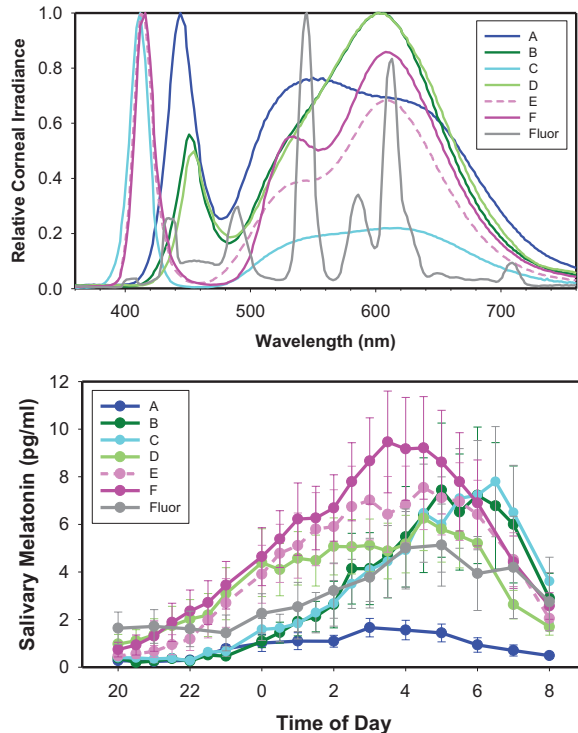 Relative Corneal Irradiance
1.0
0.8
0.6
0.4
0.2
0.0
A
B
C
D
E
F
Fluor
400
500
600
700
Wavelength (nm)
Salivary Melatonin (pg/ml)
12
10
8
6
4
2
0
A
B
C
D
E
F
Fluor
20
22
0
2
4
6
8
Time of Day